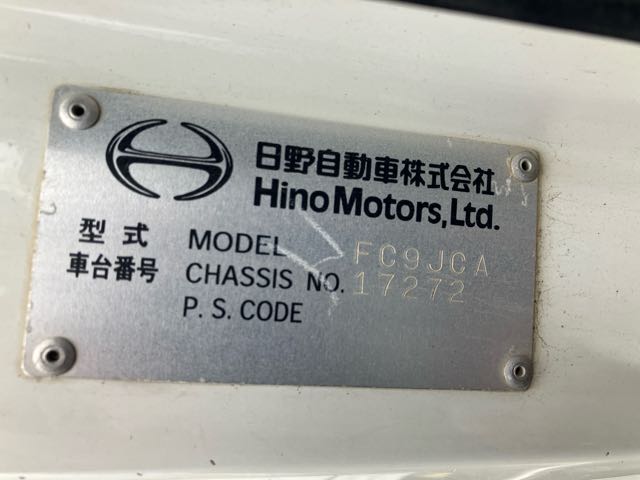 日野自動車株式会社
Hino Motors, Ltd.
型式 MODEL FC9JCA
車台番号 CHASSIS NO. 17272
P. S. CODE